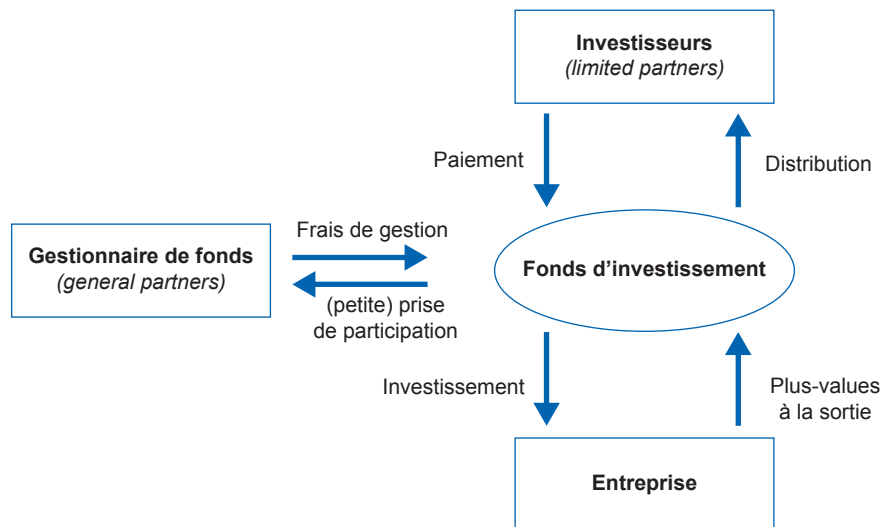 Investisseurs
(limited partners)
Paiement
Distribution
Frais de gestion
Gestionnaire de fonds
(general partners)
Fonds d'investissement
(petite) prise
de participation
Investissement
Plus-values
à la sortie
Entreprise